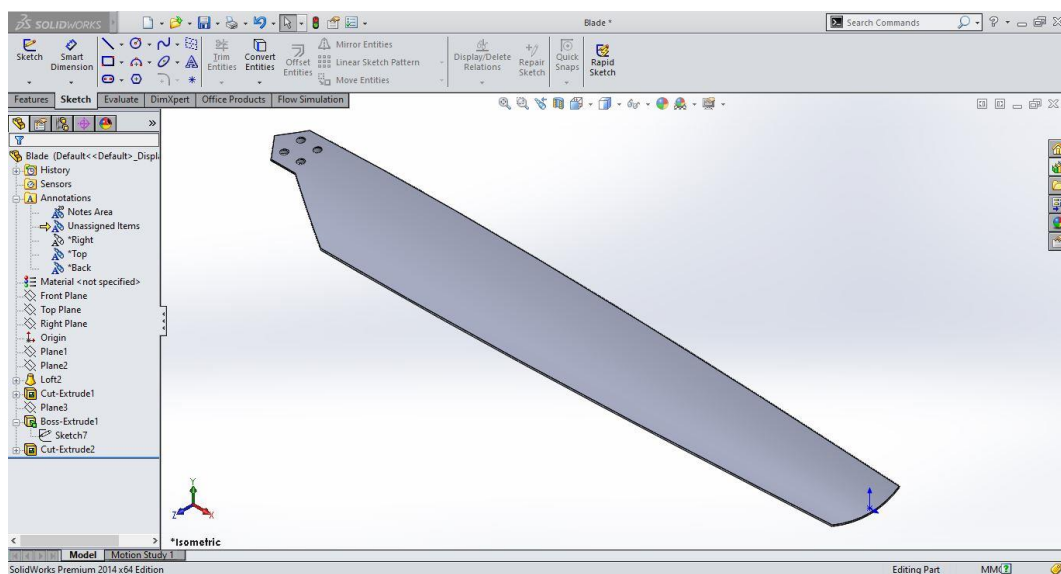 SOLIDWORKS
Blade *
Search Commands
Sketch
Smart Dimension
Trim Entities
Convert Entities
Offset Entities
Mirror Entities
Linear Sketch Pattern
Move Entities
Display/Delete Relations
Repair Sketch
Quick Snaps
Rapid Sketch
Features Sketch Evaluate DimXpert Office Products Flow Simulation
Blade (Default<<Default>_Displ
History
Sensors
Annotations
Notes Area
Unassigned Items
*Right
*Top
*Back
Material <not specified>
Front Plane
Top Plane
Right Plane
Origin
Plane1
Plane2
Loft2
Cut-Extrude1
Plane3
Boss-Extrude1
Sketch7
Cut-Extrude2
Y
Z
X
*Isometric
Model Motion Study 1
SolidWorks Premium 2014 x64 Edition
Editing Part